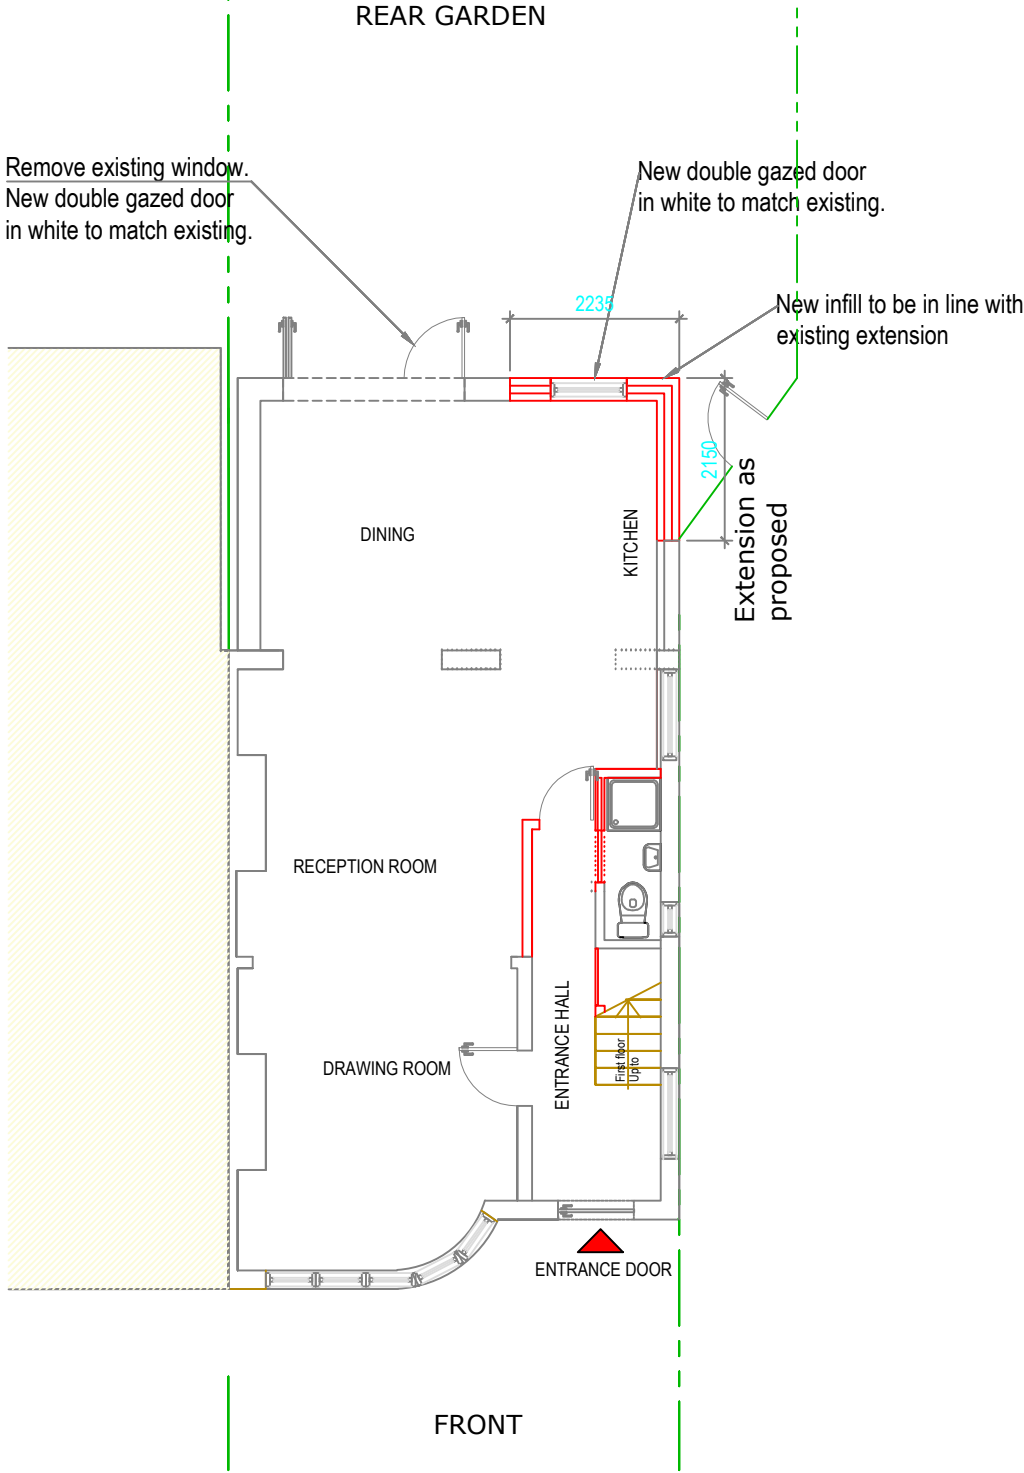 REAR GARDEN
Remove existing window.
New double gazed door
in white to match existing.
New double gazed door
in white to match existing.
2235
New infill to be in line with
existing extension
2150
Extension as
proposed
DINING
KITCHEN
RECEPTION ROOM
ENTRANCE HALL
DRAWING ROOM
First floor
Up to
ENTRANCE DOOR
FRONT